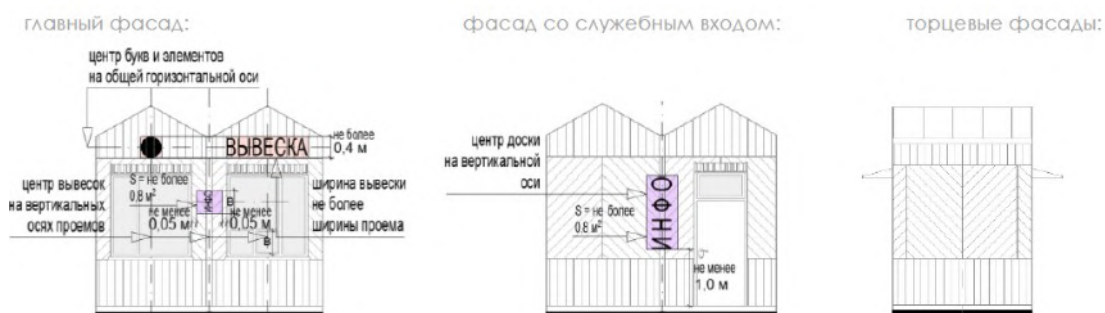 главный фасад:
центр букв и элементов
на общей горизонтальной оси
ВЫВЕСКА
не более
0,4 м
центр вывесок
на вертикальных
осях проемов
S = не более
0,8 м²
ИНФО
В
не менее
0,05 м
не менее
0,05 м
В
ширина вывески
не более
ширины проема
фасад со служебным входом:
центр доски
на вертикальной
оси
S = не более
0.8 м²
ИНФО
не менее
1,0 м
торцевые фасады: